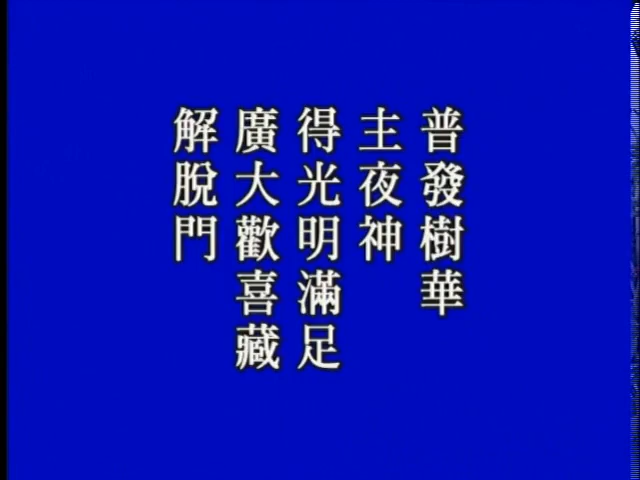 普發樹華
主夜神
得光明滿足
廣大歡喜藏
解脫門